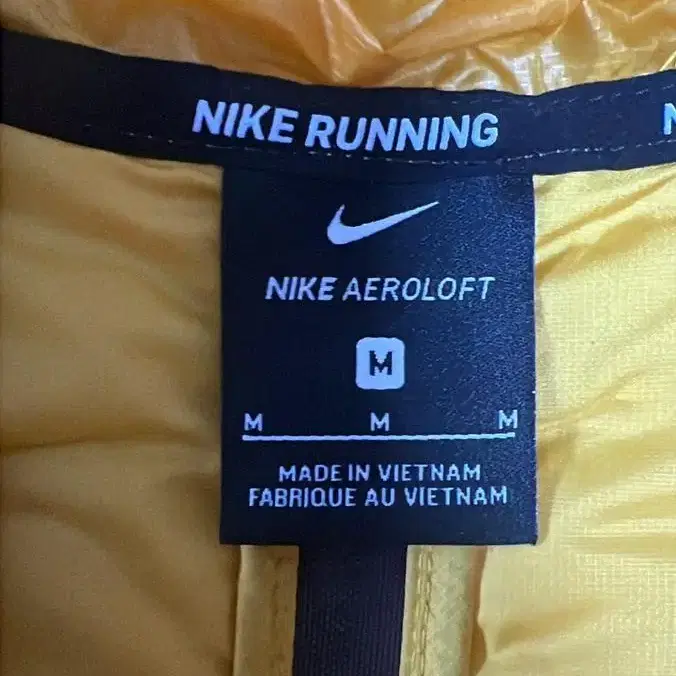 NIKE RUNNING
NIKE AEROLOFT
M
M M M
MADE IN VIETNAM
FABRIQUE AU VIETNAM